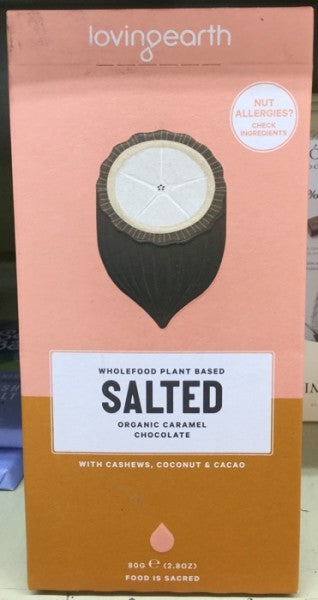 lovingearth
NUT
ALLERGIES?
CHECK
INGREDIENTS
WHOLEFOOD PLANT BASED
SALTED
ORGANIC CARAMEL
CHOCOLATE
WITH CASHEWS, COCONUT & CACAO
80G ℮ (2.8OZ)
FOOD IS SACRED